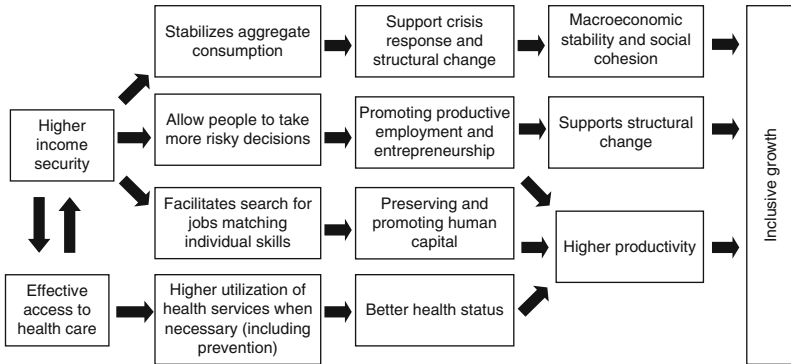 Stabilizes aggregate
consumption
Support crisis
response and
structural change
Macroeconomic
stability and social
cohesion
Higher
income
security
Allow people to take
more risky decisions
Promoting productive
employment and
entrepreneurship
Supports structural
change
Facilitates search for
jobs matching
individual skills
Preserving and
promoting human
capital
Higher productivity
Effective
access to
health care
Higher utilization of
health services when
necessary (including
prevention)
Better health status
Inclusive growth